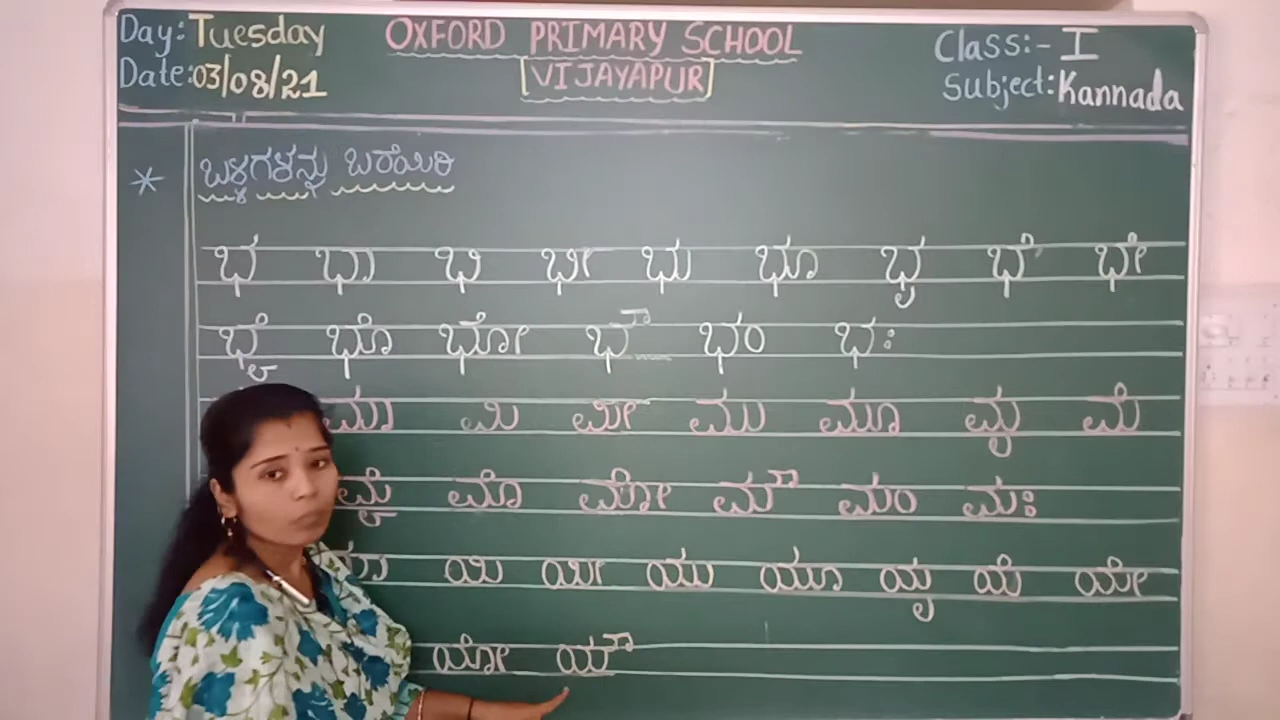 Day: Tuesday OXFORD PRIMARY SCHOOL Class:- I
Date: 03/08/21 [VIJAYAPUR] Subject: Kannada
* ಬಳ್ಳಗಳನ್ನು ಬರೆಯಿರಿ
ಭ ಭಾ ಭಿ ಭೀ ಭು ಭೂ ಭೃ ಭೆ ಭೇ
ಭೈ ಭೊ ಭೋ ಭೌ ಭಂ ಭಃ
ಮಾ ಮಿ ಮೀ ಮು ಮೂ ಮೃ ಮೆ
ಮೈ ಮೊ ಮೋ ಮೌ ಮಂ ಮಃ
ಯಿ ಯೀ ಯು ಯೂ ಯೃ ಯೆ ಯೇ
ಯೋ ಯೌ